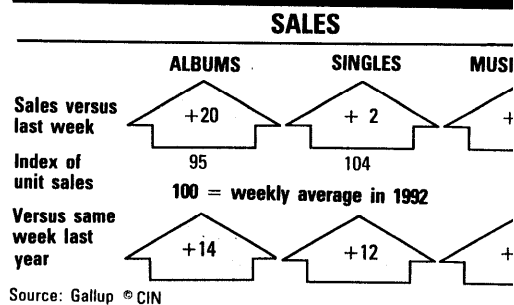 SALES
ALBUMS SINGLES MUSI
Sales versus
last week
+20 + 2 +
Index of
unit sales
95 104
100 = weekly average in 1992
Versus same
week last
year
+14 +12 +
Source: Gallup © CIN